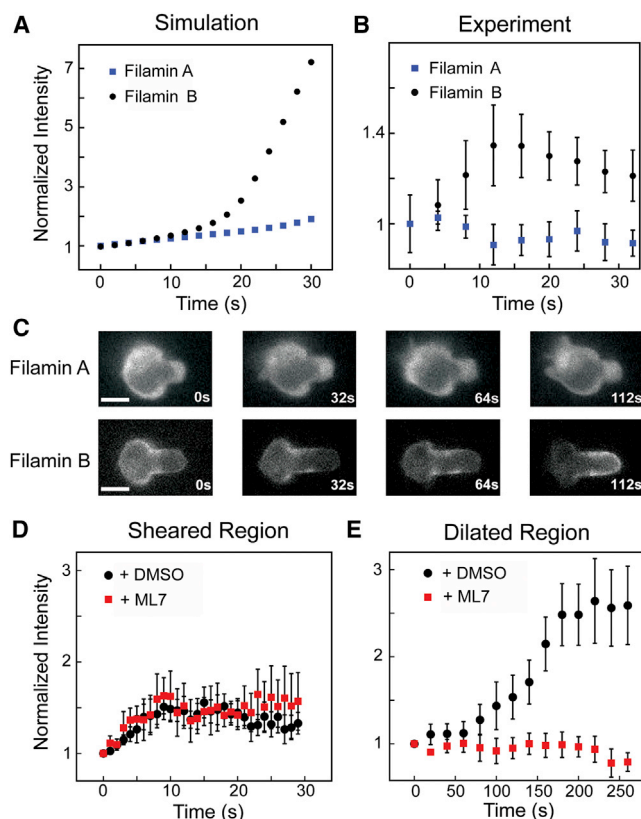 A
Simulation
Normalized Intensity
7
5
3
1
Filamin A
Filamin B
0
10
20
30
Time (s)
B
Experiment
1.4
1
Filamin A
Filamin B
0
10
20
30
Time (s)
C
Filamin A
0s
32s
64s
112s
Filamin B
0s
32s
64s
112s
D
Sheared Region
Normalized Intensity
3
2
1
+ DMSO
+ ML7
0
10
20
30
Time (s)
E
Dilated Region
3
2
1
+ DMSO
+ ML7
0
50
100
150
200
250
Time (s)